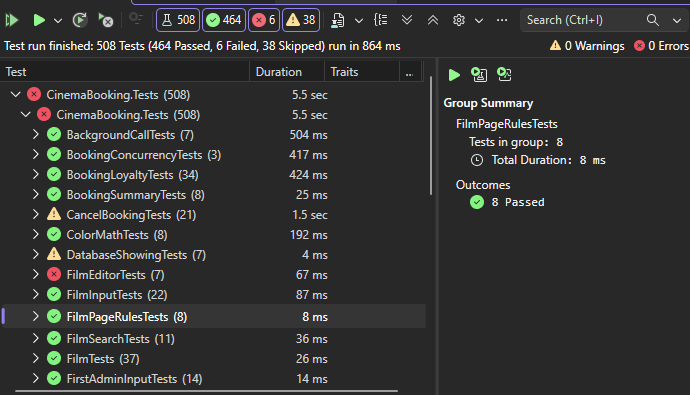 508 464 6 38 Search (Ctrl+I)
Test run finished: 508 Tests (464 Passed, 6 Failed, 38 Skipped) run in 864 ms 0 Warnings 0 Errors
Test Duration Traits ...
CinemaBooking.Tests (508) 5.5 sec
CinemaBooking.Tests (508) 5.5 sec
BackgroundCallTests (7) 504 ms
BookingConcurrencyTests (3) 417 ms
BookingLoyaltyTests (34) 424 ms
BookingSummaryTests (8) 25 ms
CancelBookingTests (21) 1.5 sec
ColorMathTests (8) 192 ms
DatabaseShowingTests (7) 4 ms
FilmEditorTests (7) 67 ms
FilmInputTests (22) 87 ms
FilmPageRulesTests (8) 8 ms
FilmSearchTests (11) 36 ms
FilmTests (37) 26 ms
FirstAdminInputTests (14) 14 ms
Group Summary
FilmPageRulesTests
Tests in group: 8
Total Duration: 8 ms
Outcomes
8 Passed